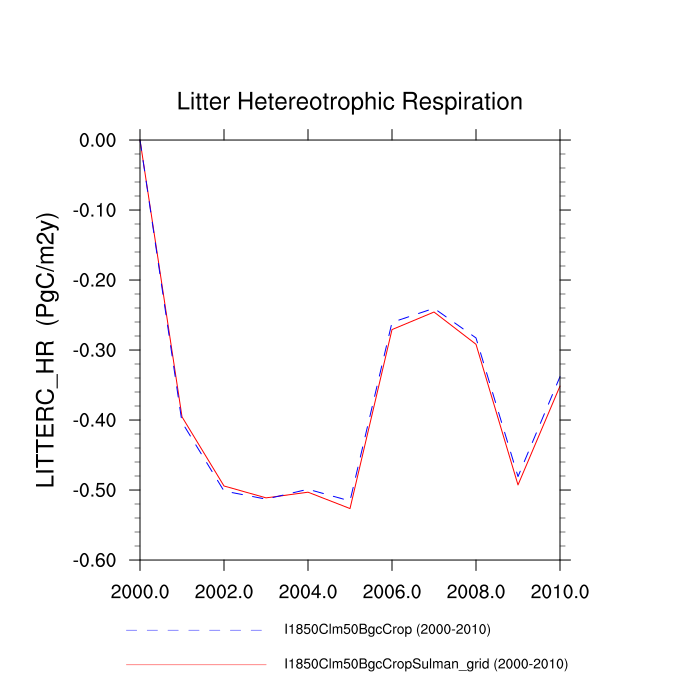 Litter Hetereotrophic Respiration
LITTERC_HR (PgC/m2y)
0.00
-0.10
-0.20
-0.30
-0.40
-0.50
-0.60
2000.0 2002.0 2004.0 2006.0 2008.0 2010.0
I1850Clm50BgcCrop (2000-2010)
I1850Clm50BgcCropSulman_grid (2000-2010)